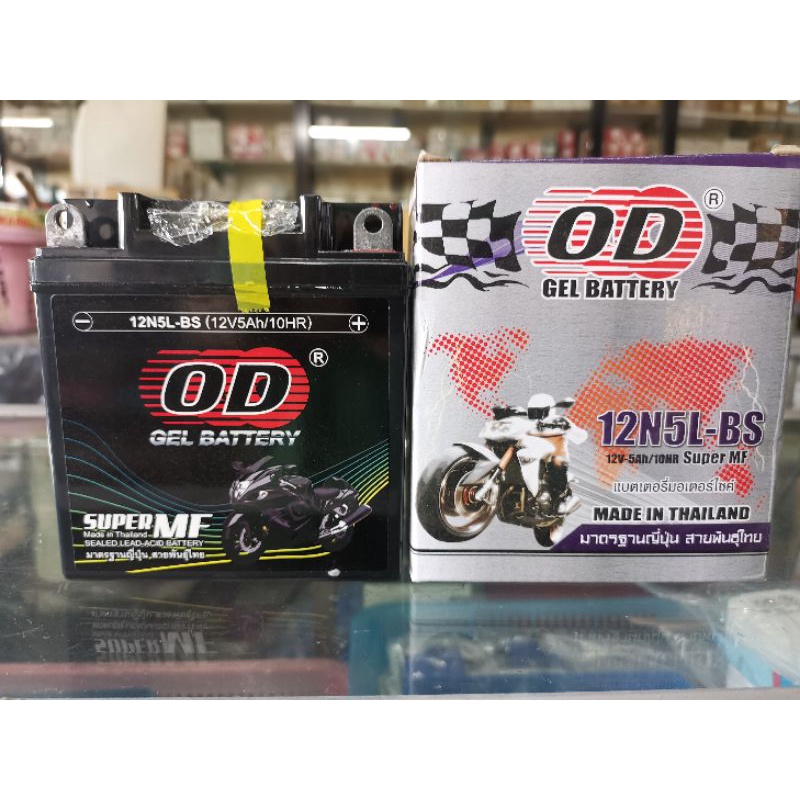 12N5L-BS (12V5Ah/10HR)
OD ®
GEL BATTERY
SUPER MF
Made in Thailand
SEALED LEAD-ACID BATTERY
มาตรฐานญี่ปุ่น สายพันธุ์ไทย
OD ®
GEL BATTERY
12N5L-BS
12V-5Ah/10HR Super MF
แบตเตอรี่มอเตอร์ไซค์
MADE IN THAILAND
มาตรฐานญี่ปุ่น สายพันธุ์ไทย